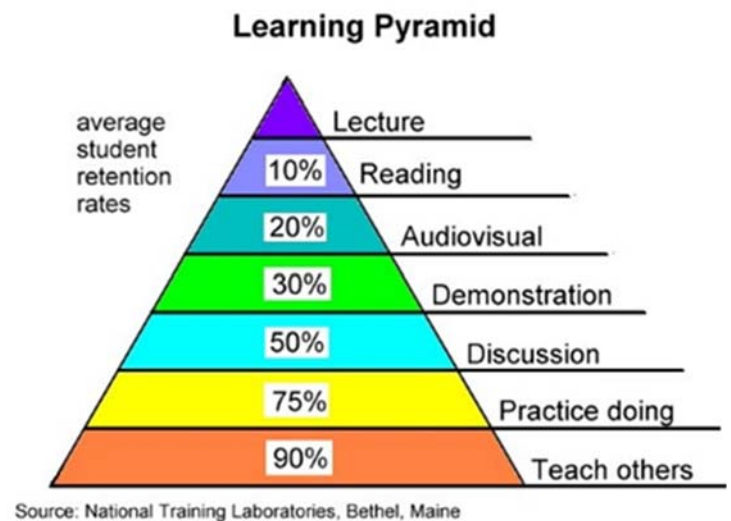 Learning Pyramid
average
student
retention
rates
Lecture
10% Reading
20% Audiovisual
30% Demonstration
50% Discussion
75% Practice doing
90% Teach others
Source: National Training Laboratories, Bethel, Maine